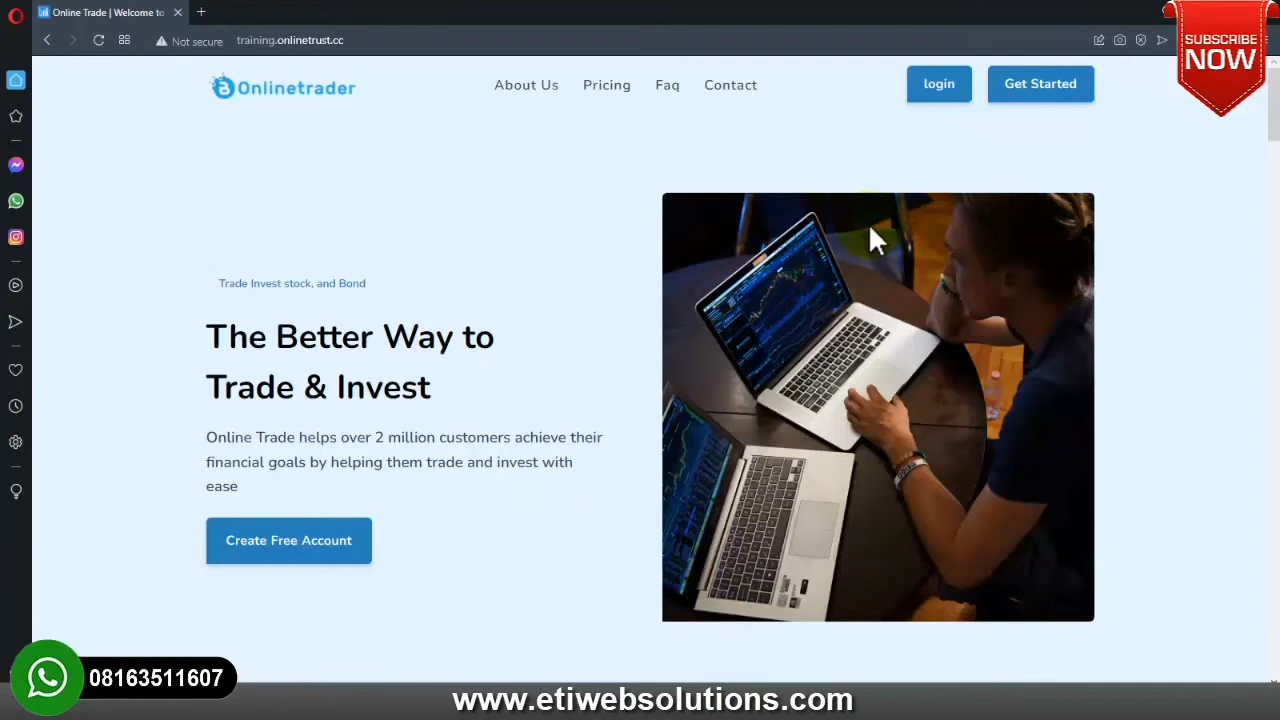 Online Trade | Welcome to
Not secure
training.onlinetrust.cc
SUBSCRIBE
NOW
Onlinetrader
About Us
Pricing
Faq
Contact
login
Get Started
Trade Invest stock, and Bond
The Better Way to
Trade & Invest
Online Trade helps over 2 million customers achieve their
financial goals by helping them trade and invest with
ease
Create Free Account
08163511607
www.etiwebsolutions.com